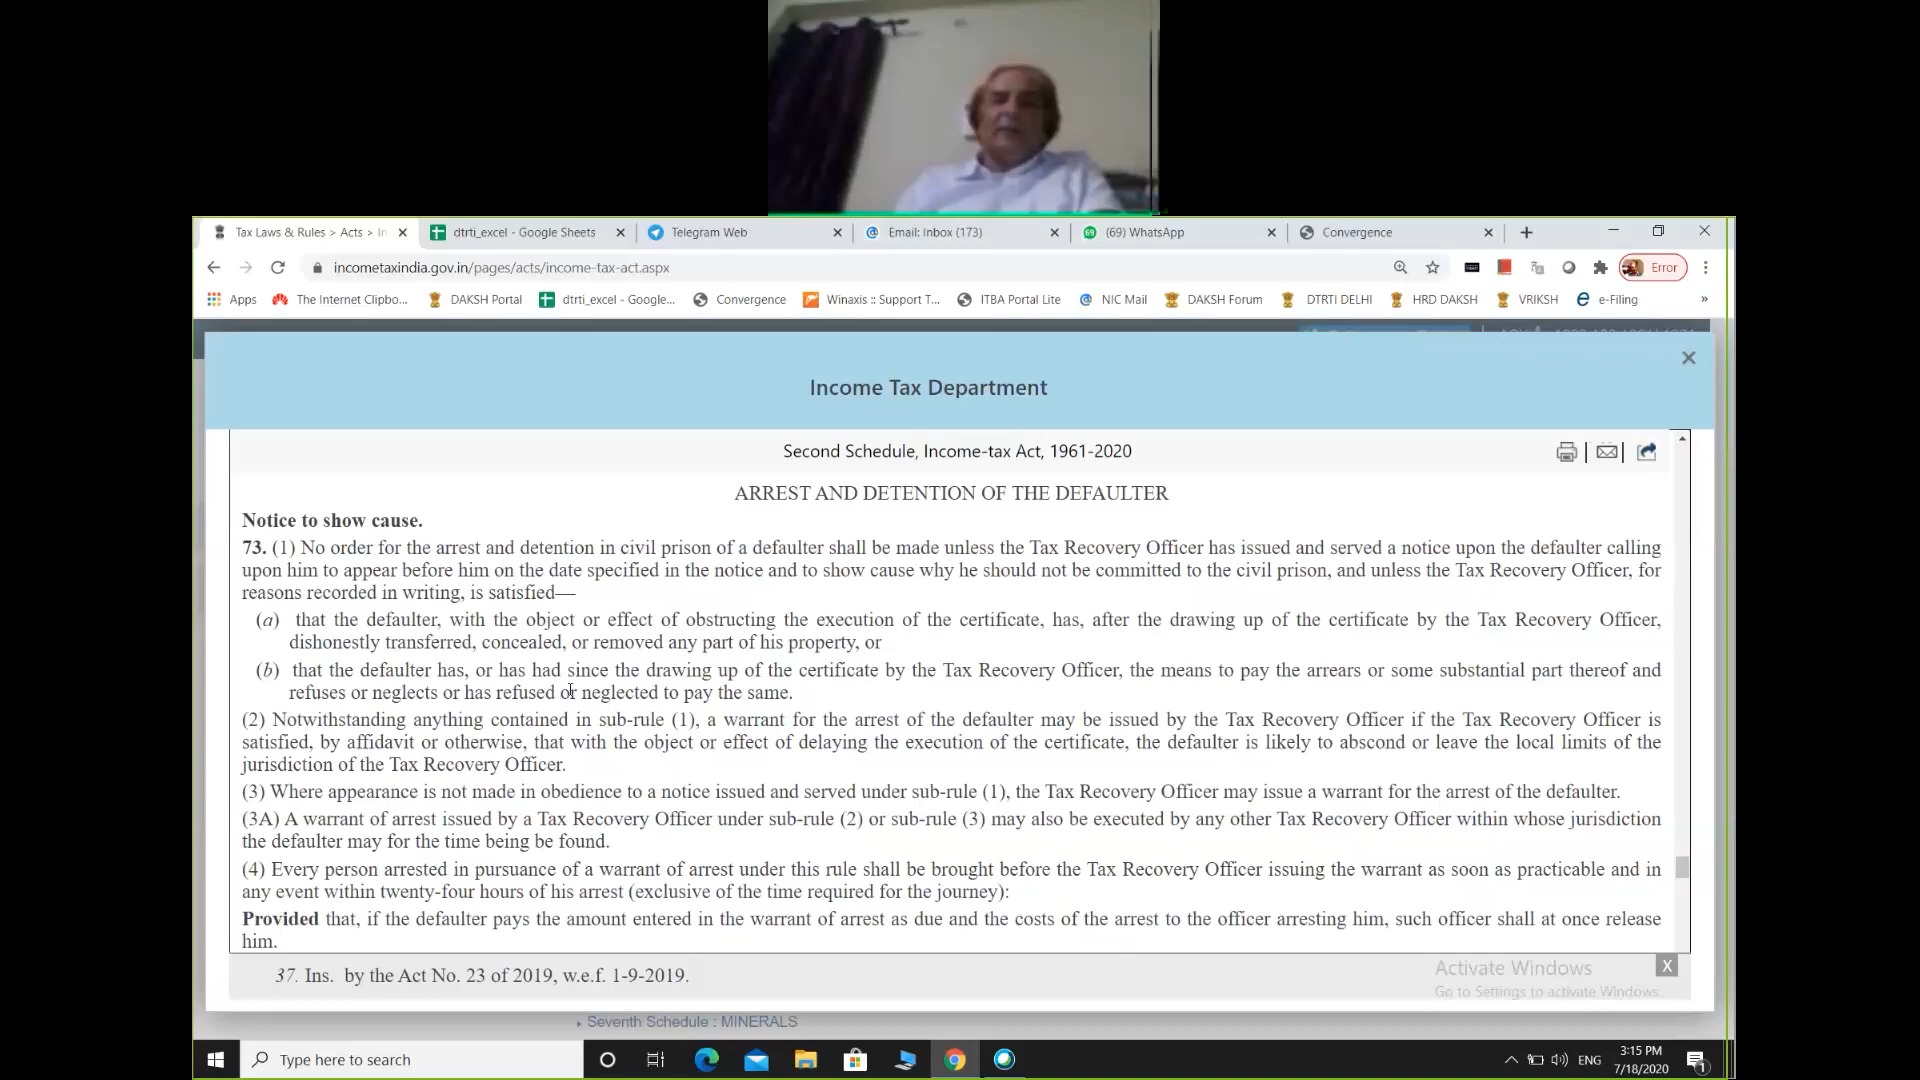 Tax Laws & Rules > Acts > In
dtrti_excel - Google Sheets
Telegram Web
Email: Inbox (173)
69
(69) WhatsApp
Convergence
incometaxindia.gov.in/pages/acts/income-tax-act.aspx
Error
Apps
The Internet Clipbo...
DAKSH Portal
dtrti_excel - Google...
Convergence
Winaxis :: Support T...
ITBA Portal Lite
NIC Mail
DAKSH Forum
DTRTI DELHI
HRD DAKSH
VRIKSH
e-Filing
»
Income Tax Department
Second Schedule, Income-tax Act, 1961-2020
ARREST AND DETENTION OF THE DEFAULTER
Notice to show cause.
73. (1) No order for the arrest and detention in civil prison of a defaulter shall be made unless the Tax Recovery Officer has issued and served a notice upon the defaulter calling
upon him to appear before him on the date specified in the notice and to show cause why he should not be committed to the civil prison, and unless the Tax Recovery Officer, for
reasons recorded in writing, is satisfied—
(a) that the defaulter, with the object or effect of obstructing the execution of the certificate, has, after the drawing up of the certificate by the Tax Recovery Officer,
dishonestly transferred, concealed, or removed any part of his property, or
(b) that the defaulter has, or has had since the drawing up of the certificate by the Tax Recovery Officer, the means to pay the arrears or some substantial part thereof and
refuses or neglects or has refused or neglected to pay the same.
(2) Notwithstanding anything contained in sub-rule (1), a warrant for the arrest of the defaulter may be issued by the Tax Recovery Officer if the Tax Recovery Officer is
satisfied, by affidavit or otherwise, that with the object or effect of delaying the execution of the certificate, the defaulter is likely to abscond or leave the local limits of the
jurisdiction of the Tax Recovery Officer.
(3) Where appearance is not made in obedience to a notice issued and served under sub-rule (1), the Tax Recovery Officer may issue a warrant for the arrest of the defaulter.
(3A) A warrant of arrest issued by a Tax Recovery Officer under sub-rule (2) or sub-rule (3) may also be executed by any other Tax Recovery Officer within whose jurisdiction
the defaulter may for the time being be found.
(4) Every person arrested in pursuance of a warrant of arrest under this rule shall be brought before the Tax Recovery Officer issuing the warrant as soon as practicable and in
any event within twenty-four hours of his arrest (exclusive of the time required for the journey):
Provided that, if the defaulter pays the amount entered in the warrant of arrest as due and the costs of the arrest to the officer arresting him, such officer shall at once release
him.
37. Ins. by the Act No. 23 of 2019, w.e.f. 1-9-2019.
X
Activate Windows
Go to Settings to activate Windows.
Seventh Schedule : MINERALS
Type here to search
ENG
3:15 PM
7/18/2020
1